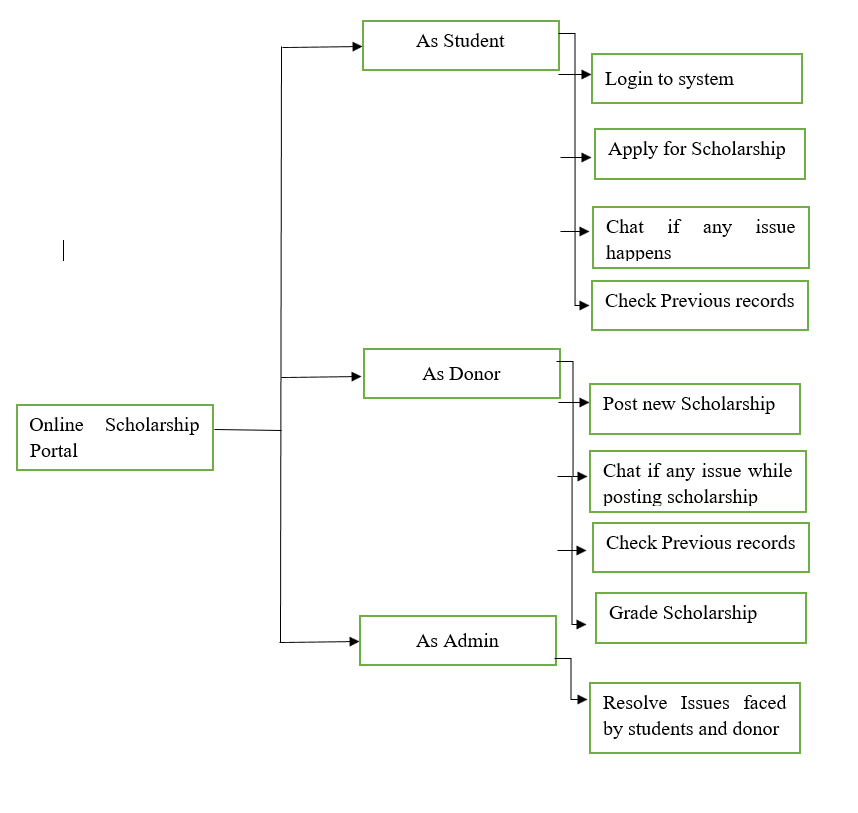 As Student
Login to system
Apply for Scholarship
Chat if any issue
happens
Check Previous records
As Donor
Post new Scholarship
Online Scholarship
Portal
Chat if any issue while
posting scholarship
Check Previous records
Grade Scholarship
As Admin
Resolve Issues faced
by students and donor